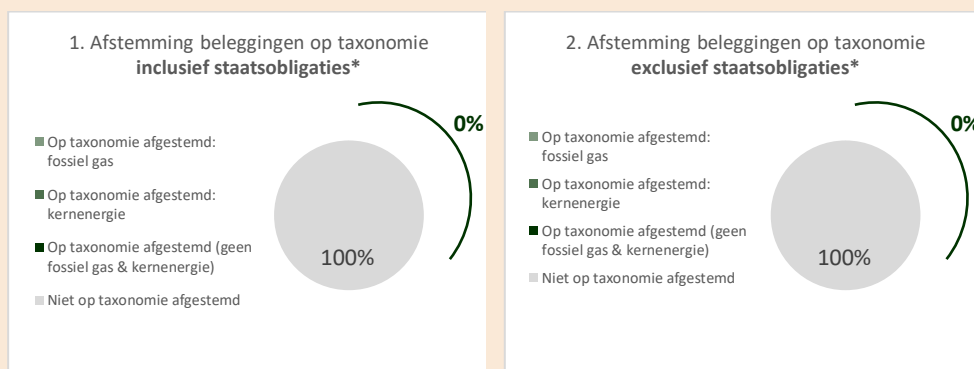 1. Afstemming beleggingen op taxonomie
inclusief staatsobligaties*
Op taxonomie afgestemd:
fossiel gas
Op taxonomie afgestemd:
kernenergie
Op taxonomie afgestemd (geen
fossiel gas & kernenergie)
Niet op taxonomie afgestemd
0%
100%
2. Afstemming beleggingen op taxonomie
exclusief staatsobligaties*
Op taxonomie afgestemd:
fossiel gas
Op taxonomie afgestemd:
kernenergie
Op taxonomie afgestemd (geen
fossiel gas & kernenergie)
Niet op taxonomie afgestemd
0%
100%